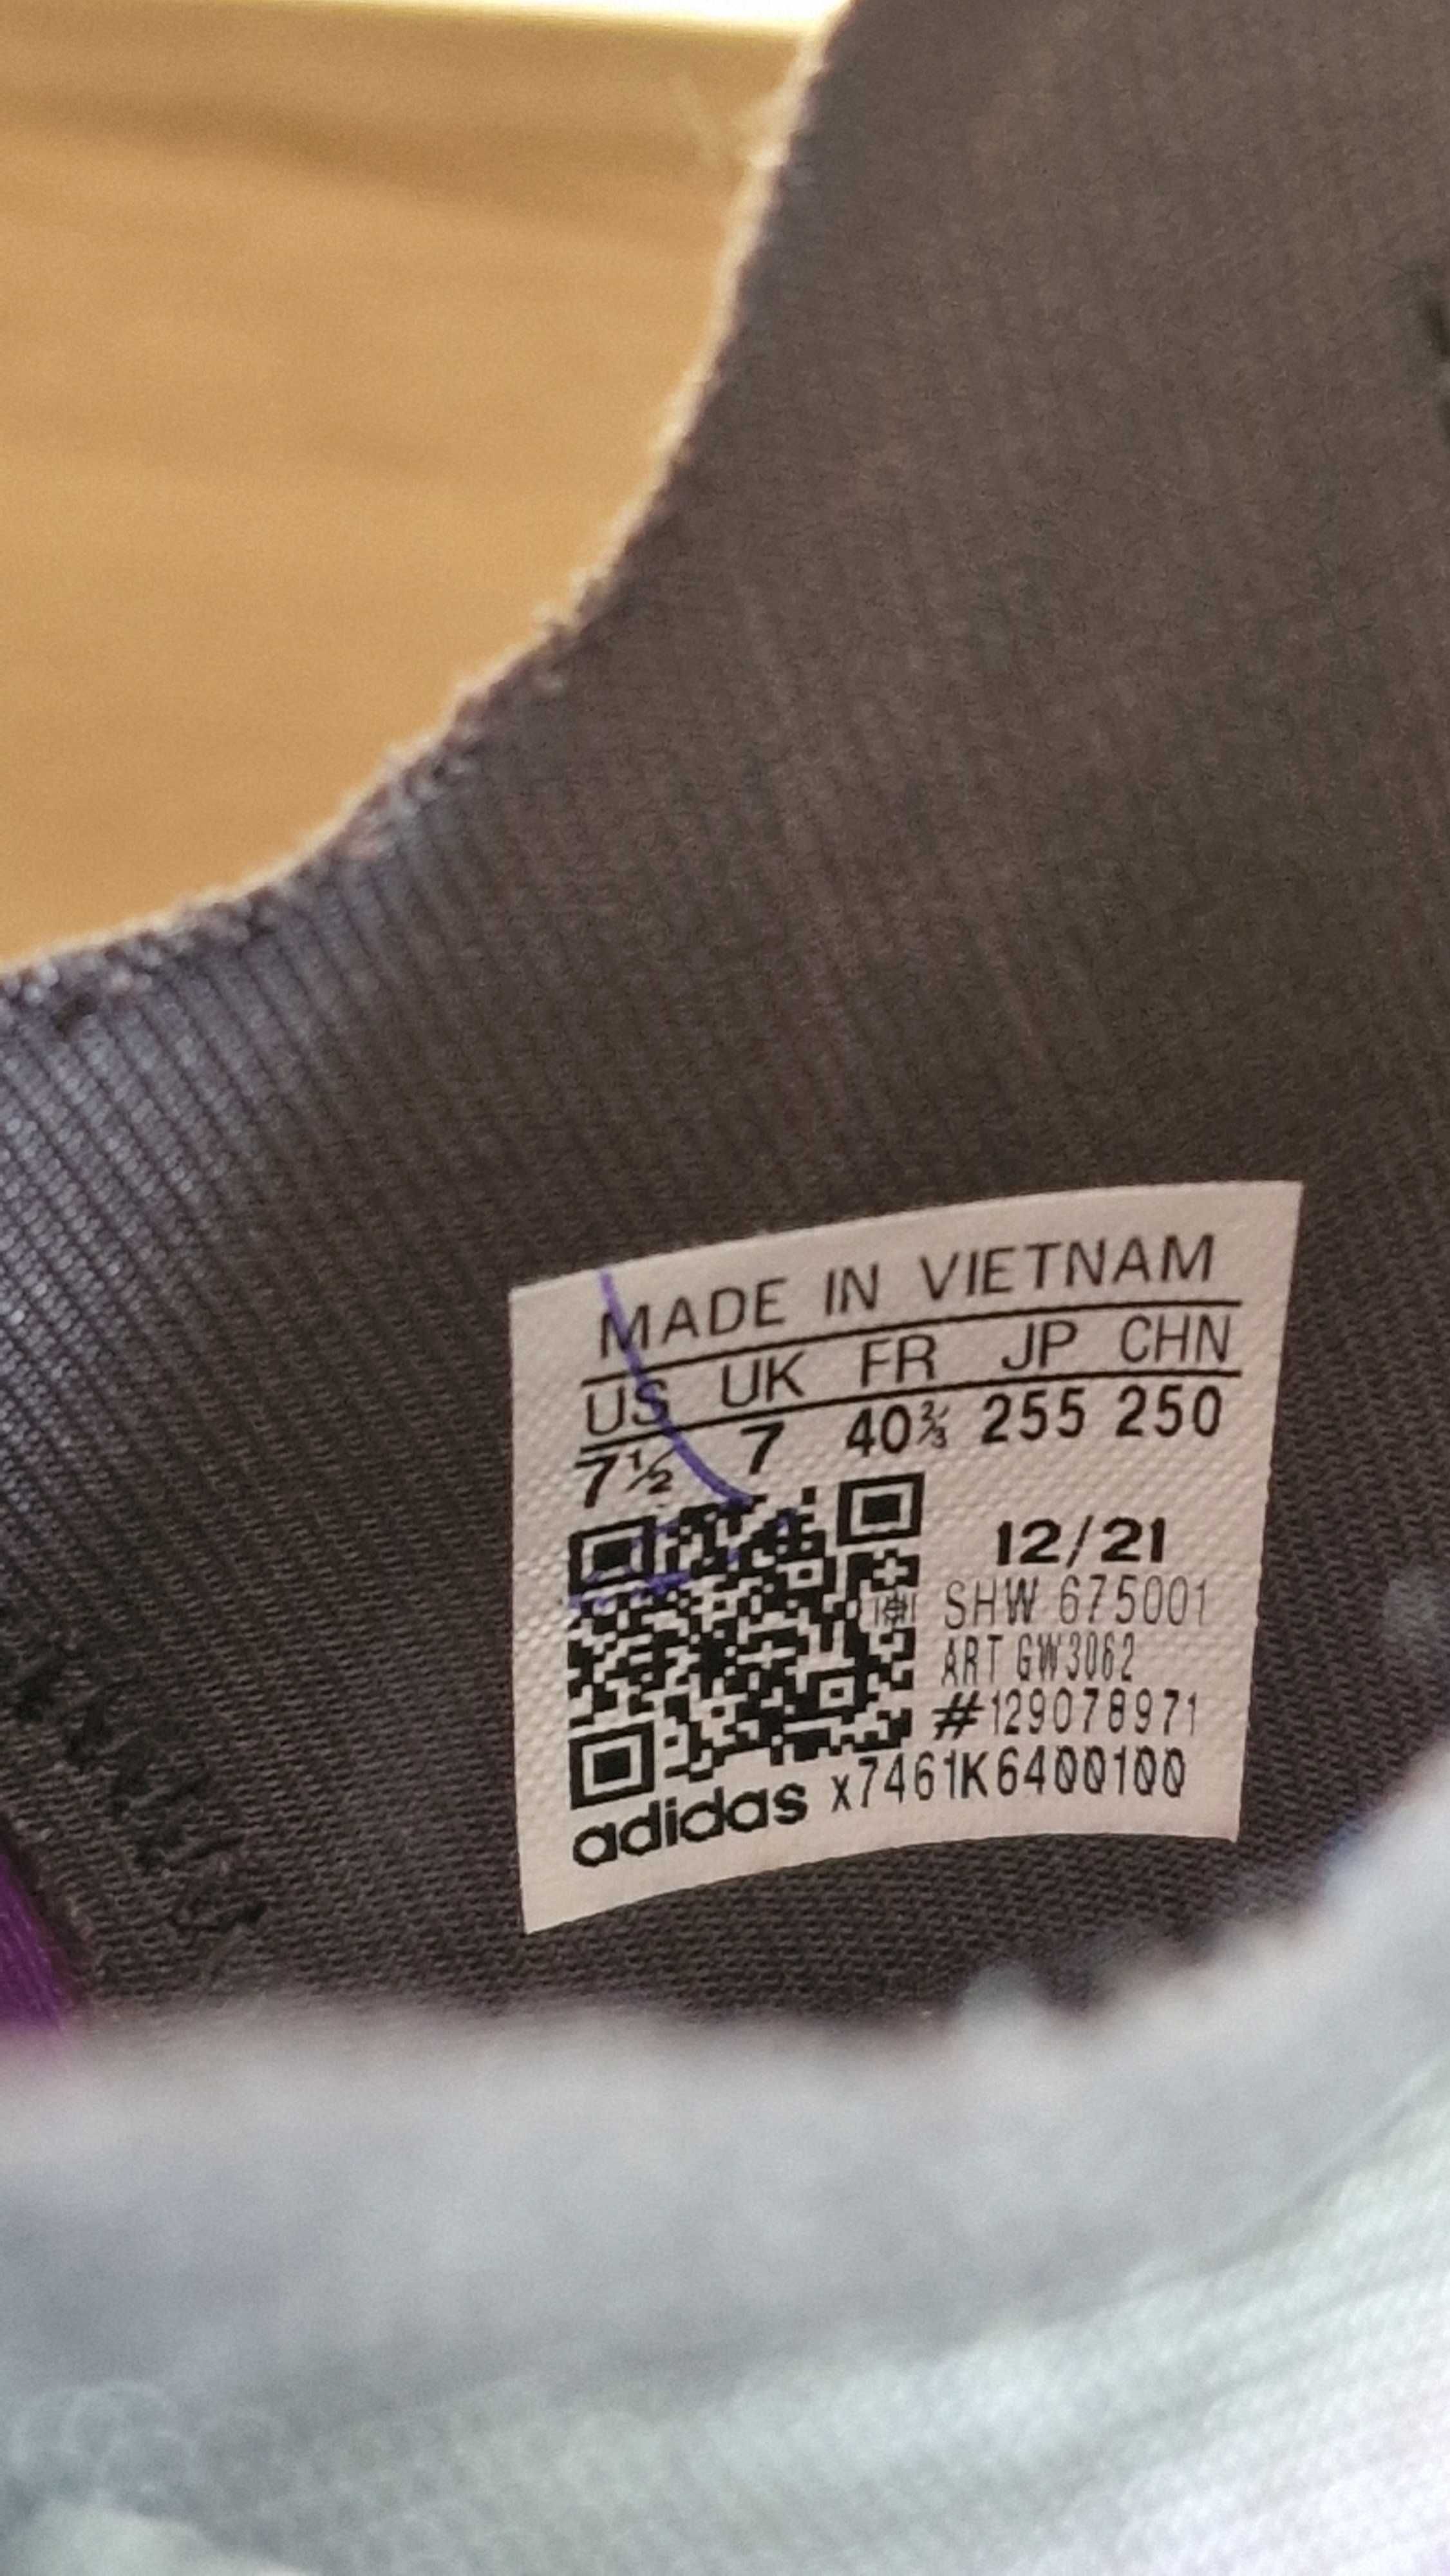 MADE IN VIETNAM
US UK FR JP CHN
7½ 7 40⅔ 255 250
12/21
SHW 675001
ART GW3062
#129078971
adidas x7461K6400100